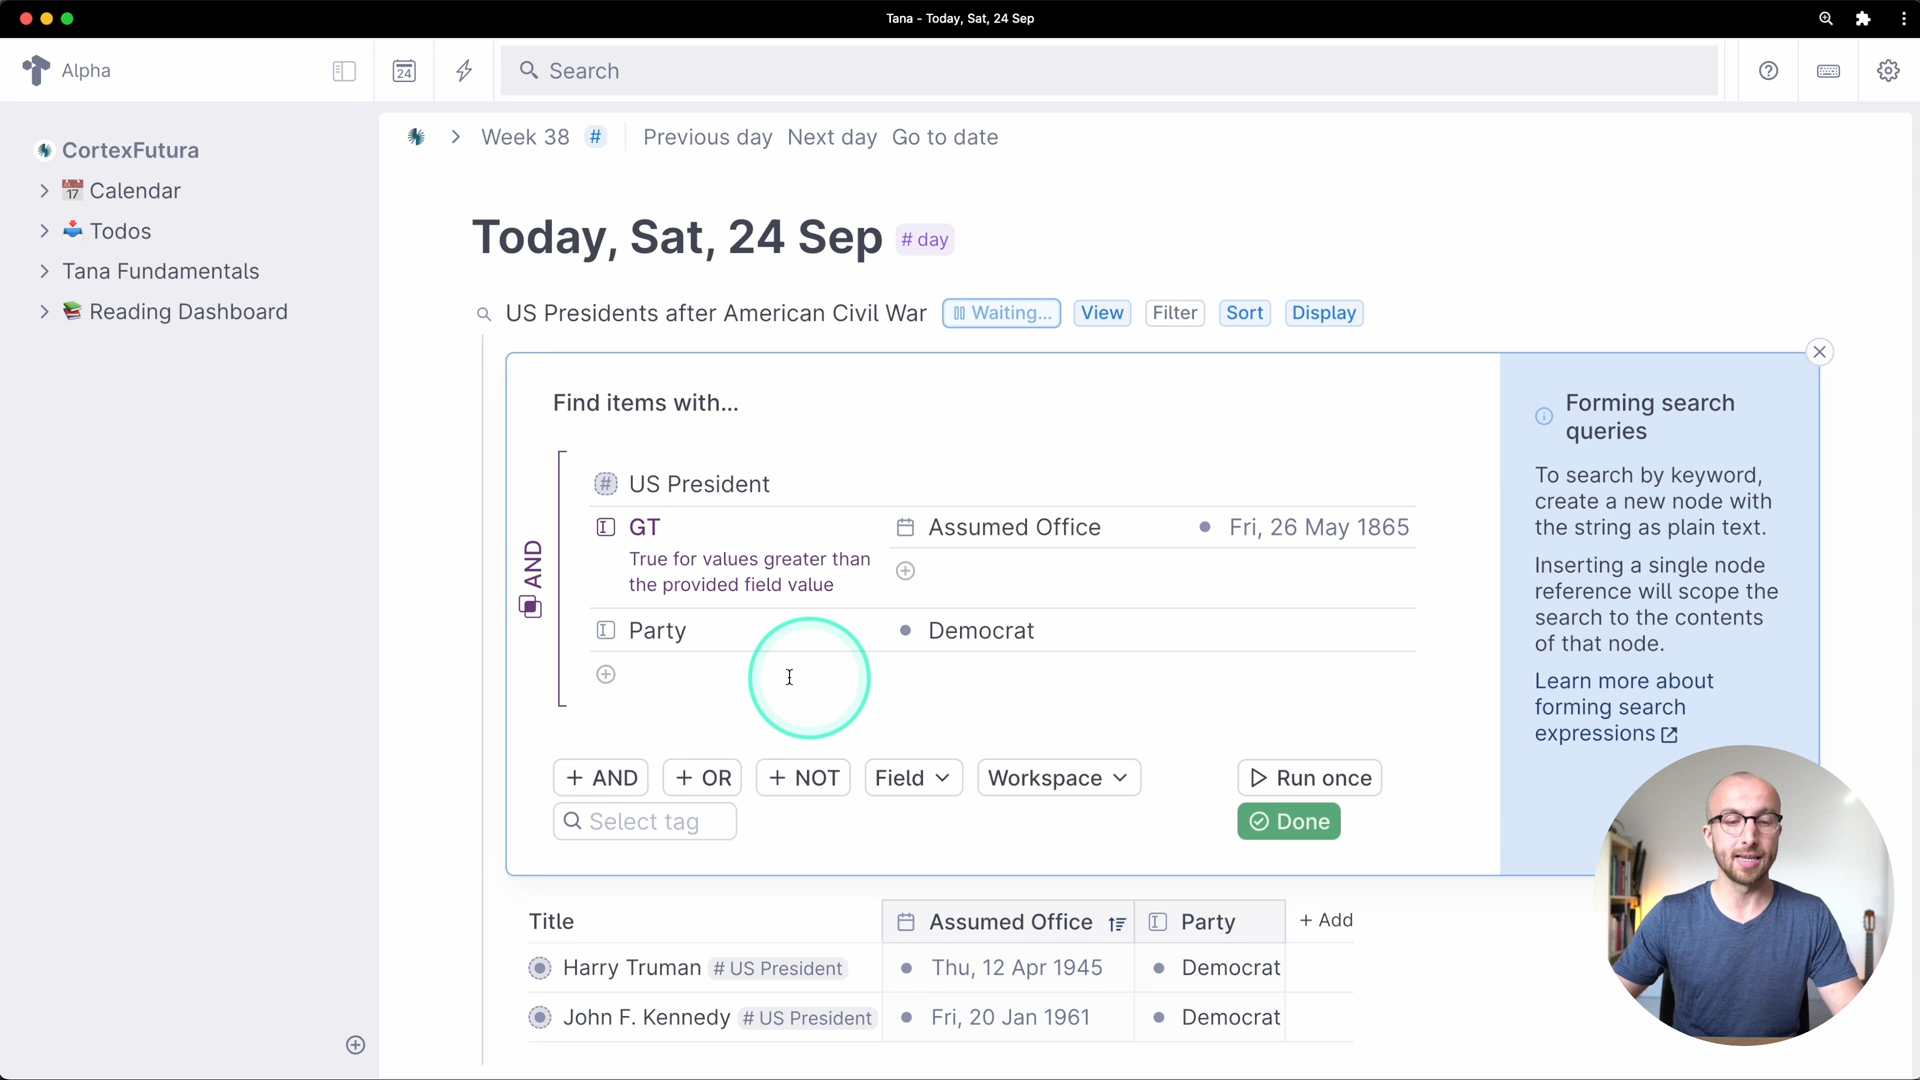 Tana - Today, Sat, 24 Sep
Alpha
24
Search
CortexFutura
17 Calendar
Todos
Tana Fundamentals
Reading Dashboard
Week 38 #
Previous day Next day Go to date
Today, Sat, 24 Sep # day
US Presidents after American Civil War Waiting... View Filter Sort Display
Find items with...
AND
# US President
GT Assumed Office Fri, 26 May 1865
True for values greater than
the provided field value
Party Democrat
+ AND + OR + NOT Field Workspace Run once
Select tag Done
Forming search
queries
To search by keyword,
create a new node with
the string as plain text.
Inserting a single node
reference will scope the
search to the contents
of that node.
Learn more about
forming search
expressions
Title Assumed Office Party + Add
Harry Truman # US President Thu, 12 Apr 1945 Democrat
John F. Kennedy # US President Fri, 20 Jan 1961 Democrat